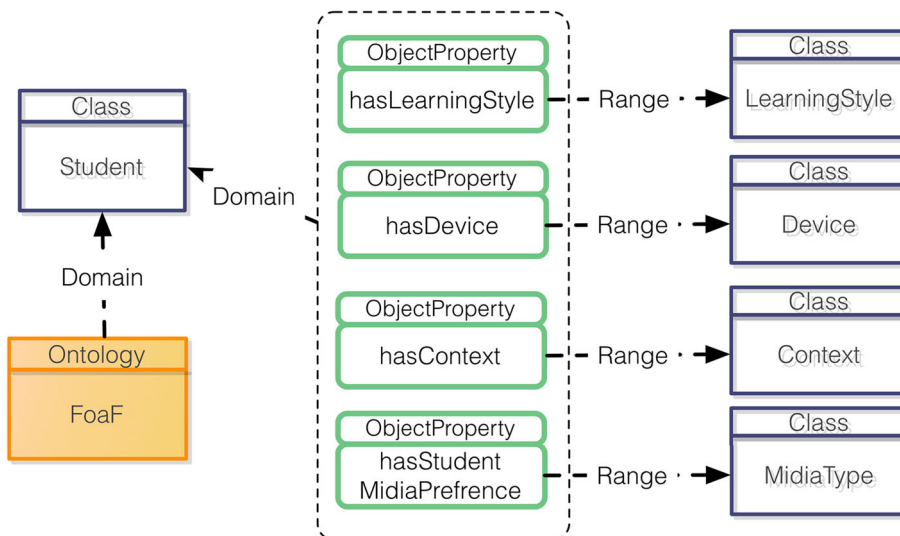 Class
Student
Domain
Ontology
FoaF
Domain
ObjectProperty
hasLearningStyle
Range
Class
LearningStyle
ObjectProperty
hasDevice
Range
Class
Device
ObjectProperty
hasContext
Range
Class
Context
ObjectProperty
hasStudent
MidiaPrefrence
Range
Class
MidiaType